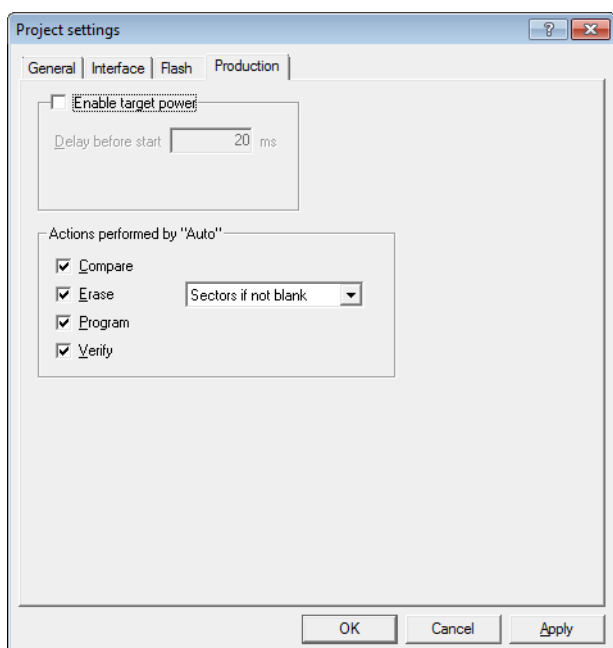 Project settings
General Interface Flash Production
Enable target power
Delay before start 20 ms
Actions performed by "Auto"
Compare
Erase Sectors if not blank
Program
Verify
OK Cancel Apply